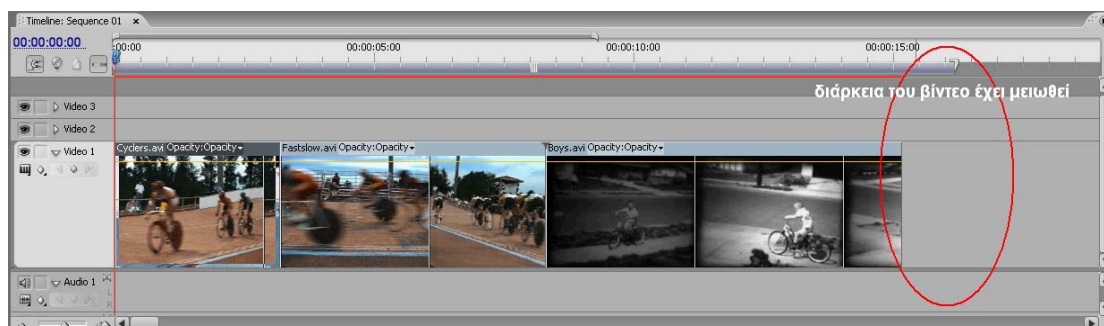 Timeline: Sequence 01 ×
00:00:00:00
:00:00 00:00:05:00 00:00:10:00 00:00:15:00
διάρκεια του βίντεο έχει μειωθεί
Video 3
Video 2
Video 1
Cyclers.avi Opacity:Opacity
Fastslow.avi Opacity:Opacity
Boys.avi Opacity:Opacity
Audio 1
L
R